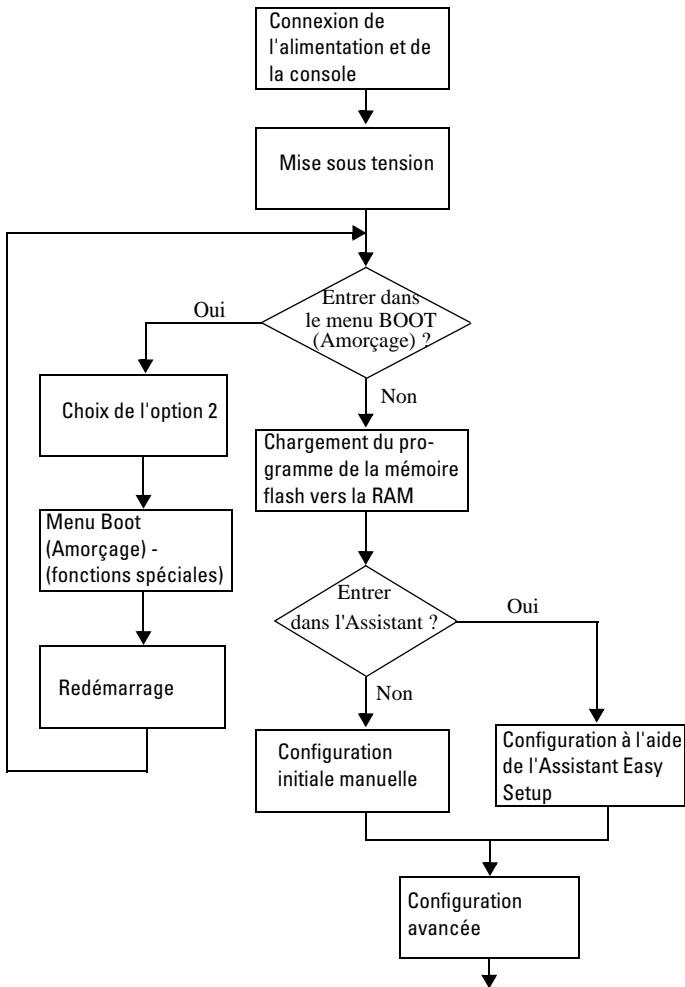 Connexion de
l'alimentation et de
la console
Mise sous tension
Entrer dans
le menu BOOT
(Amorçage) ?
Oui
Non
Choix de l'option 2
Chargement du pro-
gramme de la mémoire
flash vers la RAM
Menu Boot
(Amorçage) -
(fonctions spéciales)
Entrer
dans l'Assistant ?
Oui
Non
Redémarrage
Configuration
initiale manuelle
Configuration à l'aide
de l'Assistant Easy
Setup
Configuration
avancée